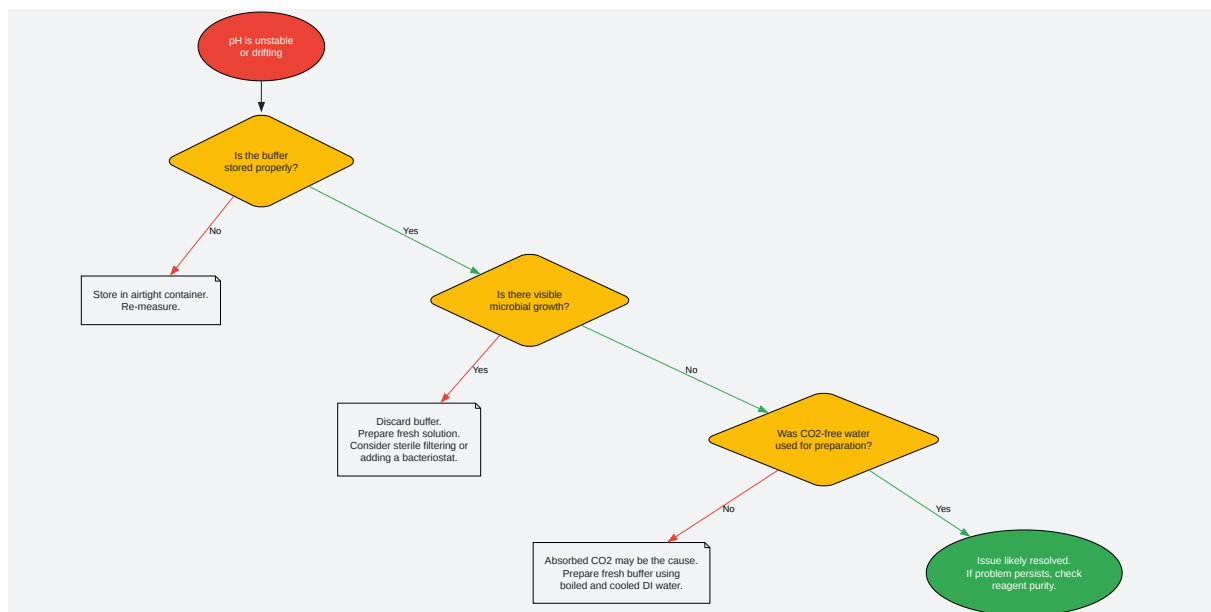 pH is unstable
or drifting
Is the buffer
stored properly?
No
Yes
Store in airtight container.
Re-measure.
Is there visible
microbial growth?
Yes
No
Discard buffer.
Prepare fresh solution.
Consider sterile filtering or
adding a bacteriostat.
Was CO2-free water
used for preparation?
No
Yes
Absorbed CO2 may be the cause.
Prepare fresh buffer using
boiled and cooled DI water.
Issue likely resolved.
If problem persists, check
reagent purity.